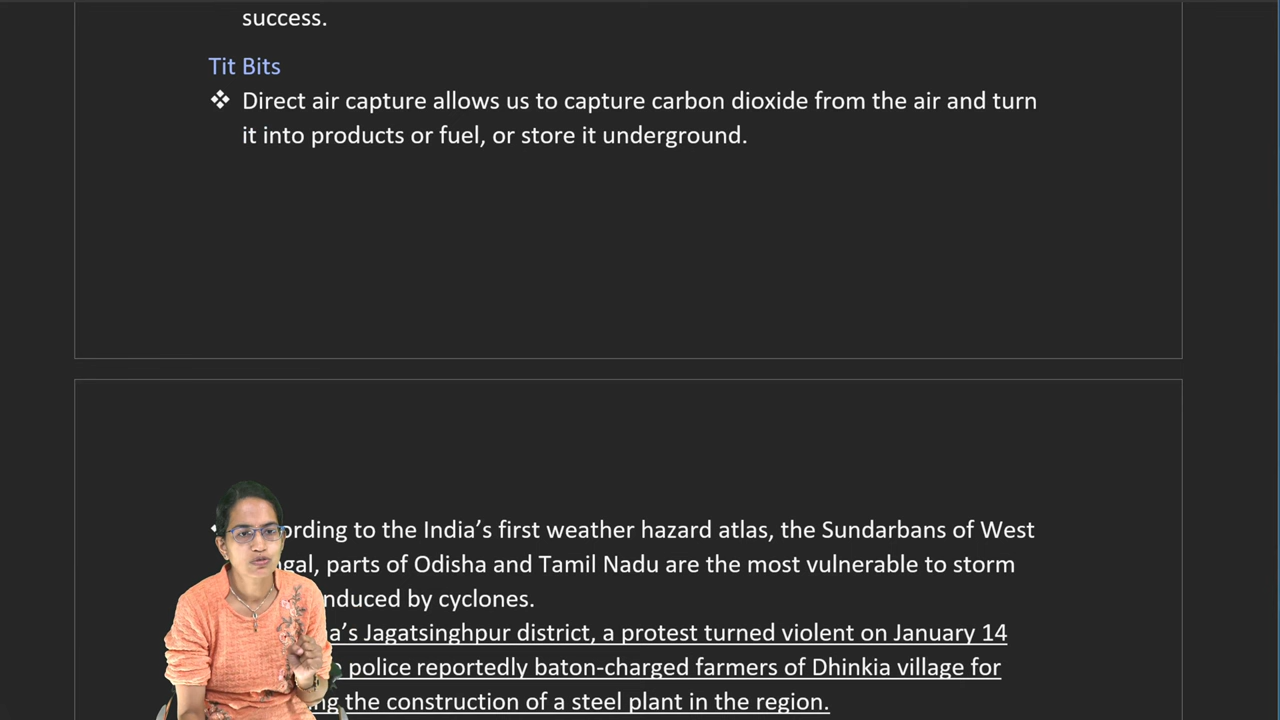 success.
Tit Bits
❖ Direct air capture allows us to capture carbon dioxide from the air and turn
it into products or fuel, or store it underground.
ording to the India's first weather hazard atlas, the Sundarbans of West
gal, parts of Odisha and Tamil Nadu are the most vulnerable to storm
nduced by cyclones.
a's Jagatsinghpur district, a protest turned violent on January 14
police reportedly baton-charged farmers of Dhinkia village for
ng the construction of a steel plant in the region.